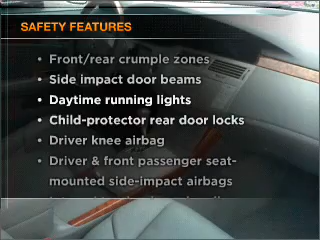 SAFETY FEATURES
• Front/rear crumple zones
• Side impact door beams
• Daytime running lights
• Child-protector rear door locks
• Driver knee airbag
• Driver & front passenger seat-
mounted side-impact airbags